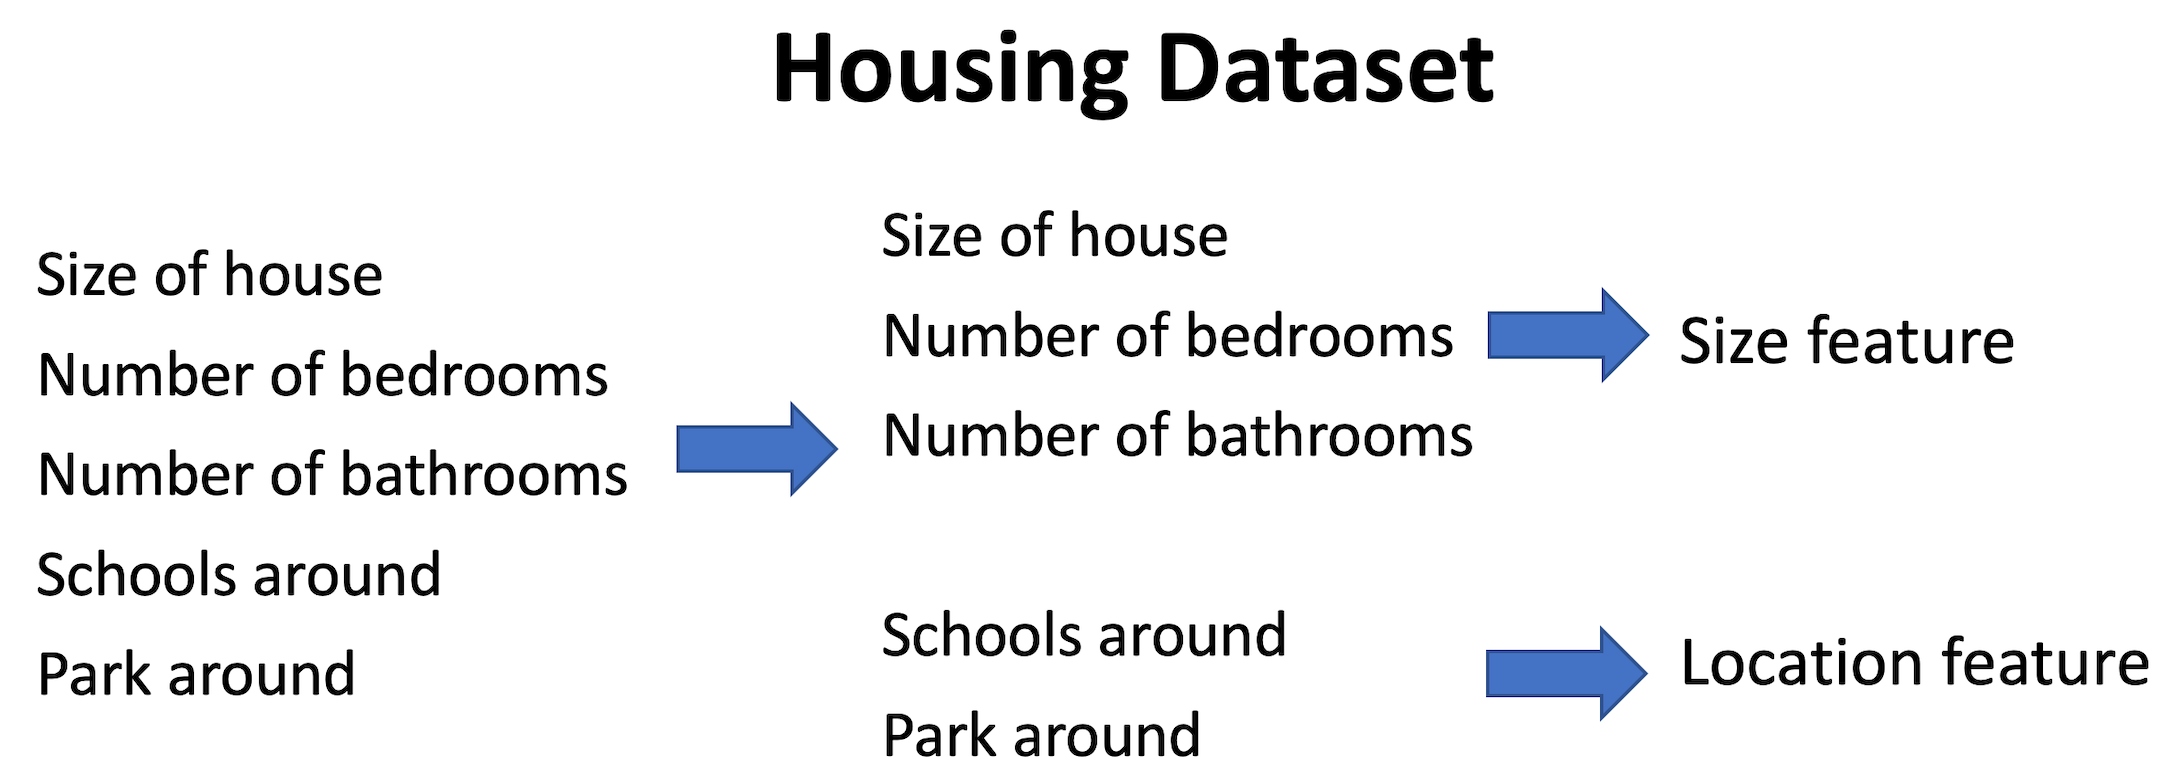 Housing Dataset
Size of house
Number of bedrooms
Number of bathrooms
Schools around
Park around
Size of house
Number of bedrooms
Number of bathrooms
Schools around
Park around
Size feature
Location feature